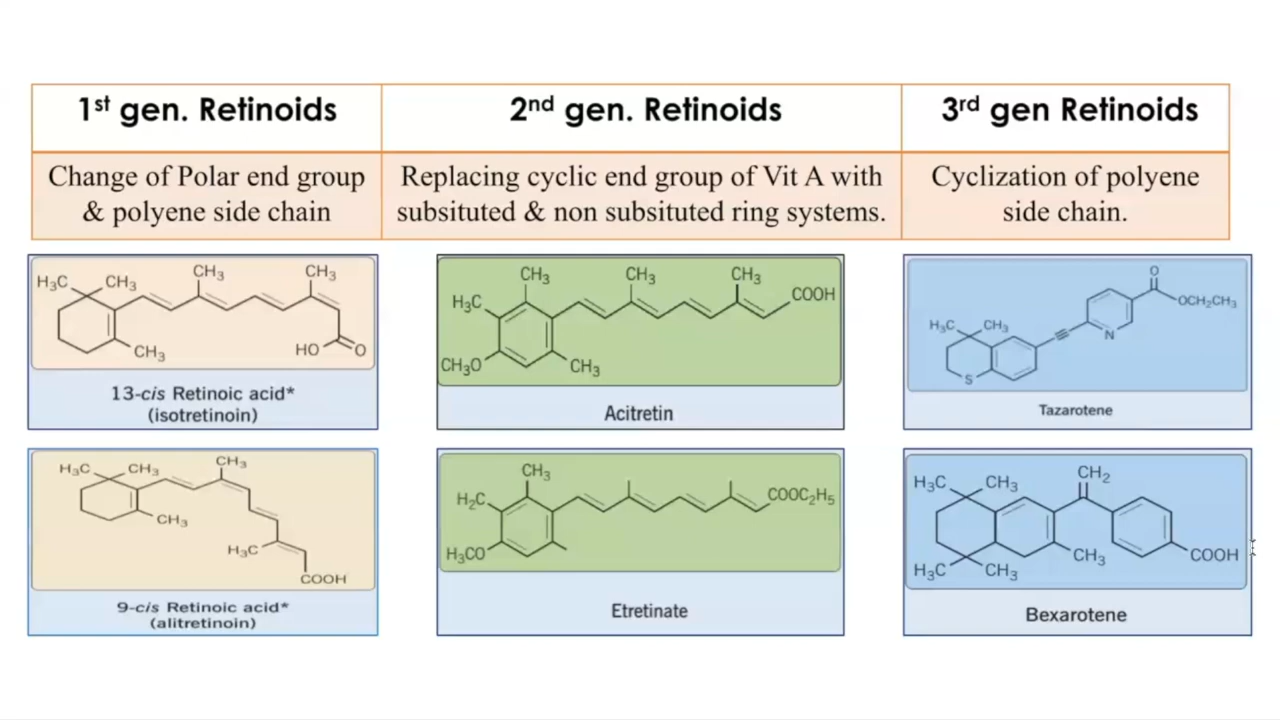 1st gen. Retinoids
2nd gen. Retinoids
3rd gen Retinoids
Change of Polar end group
& polyene side chain
Replacing cyclic end group of Vit A with
subsituted & non subsituted ring systems.
Cyclization of polyene
side chain.
H3C CH3 CH3 CH3
CH3 HO O
13-cis Retinoic acid*
(isotretinoin)
CH3 CH3 CH3
H3C COOH
CH3O CH3
Acitretin
O
OCH2CH3
H3C CH3 N
S
Tazarotene
H3C CH3 CH3
CH3
H3C
COOH
9-cis Retinoic acid*
(alitretinoin)
CH3
H2C COOC2H5
H3CO
Etretinate
CH2
H3C CH3
CH3 COOH
H3C CH3
Bexarotene